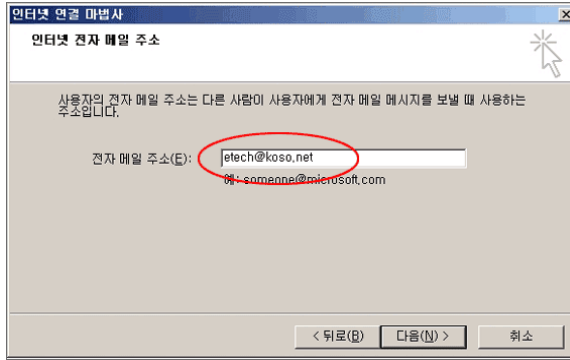 인터넷 연결 마법사
인터넷 전자 메일 주소
사용자의 전자 메일 주소는 다른 사람이 사용자에게 전자 메일 메시지를 보낼 때 사용하는
주소입니다.
전자 메일 주소(E): etech@koso.net
예: someone@microsoft.com
< 뒤로(B) 다음(N) > 취소